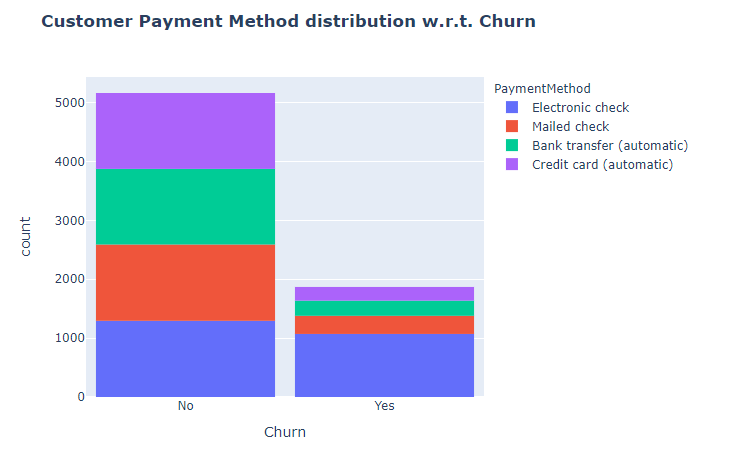 Customer Payment Method distribution w.r.t. Churn
PaymentMethod
Electronic check
Mailed check
Bank transfer (automatic)
Credit card (automatic)
5000
4000
3000
2000
1000
0
count
No
Yes
Churn